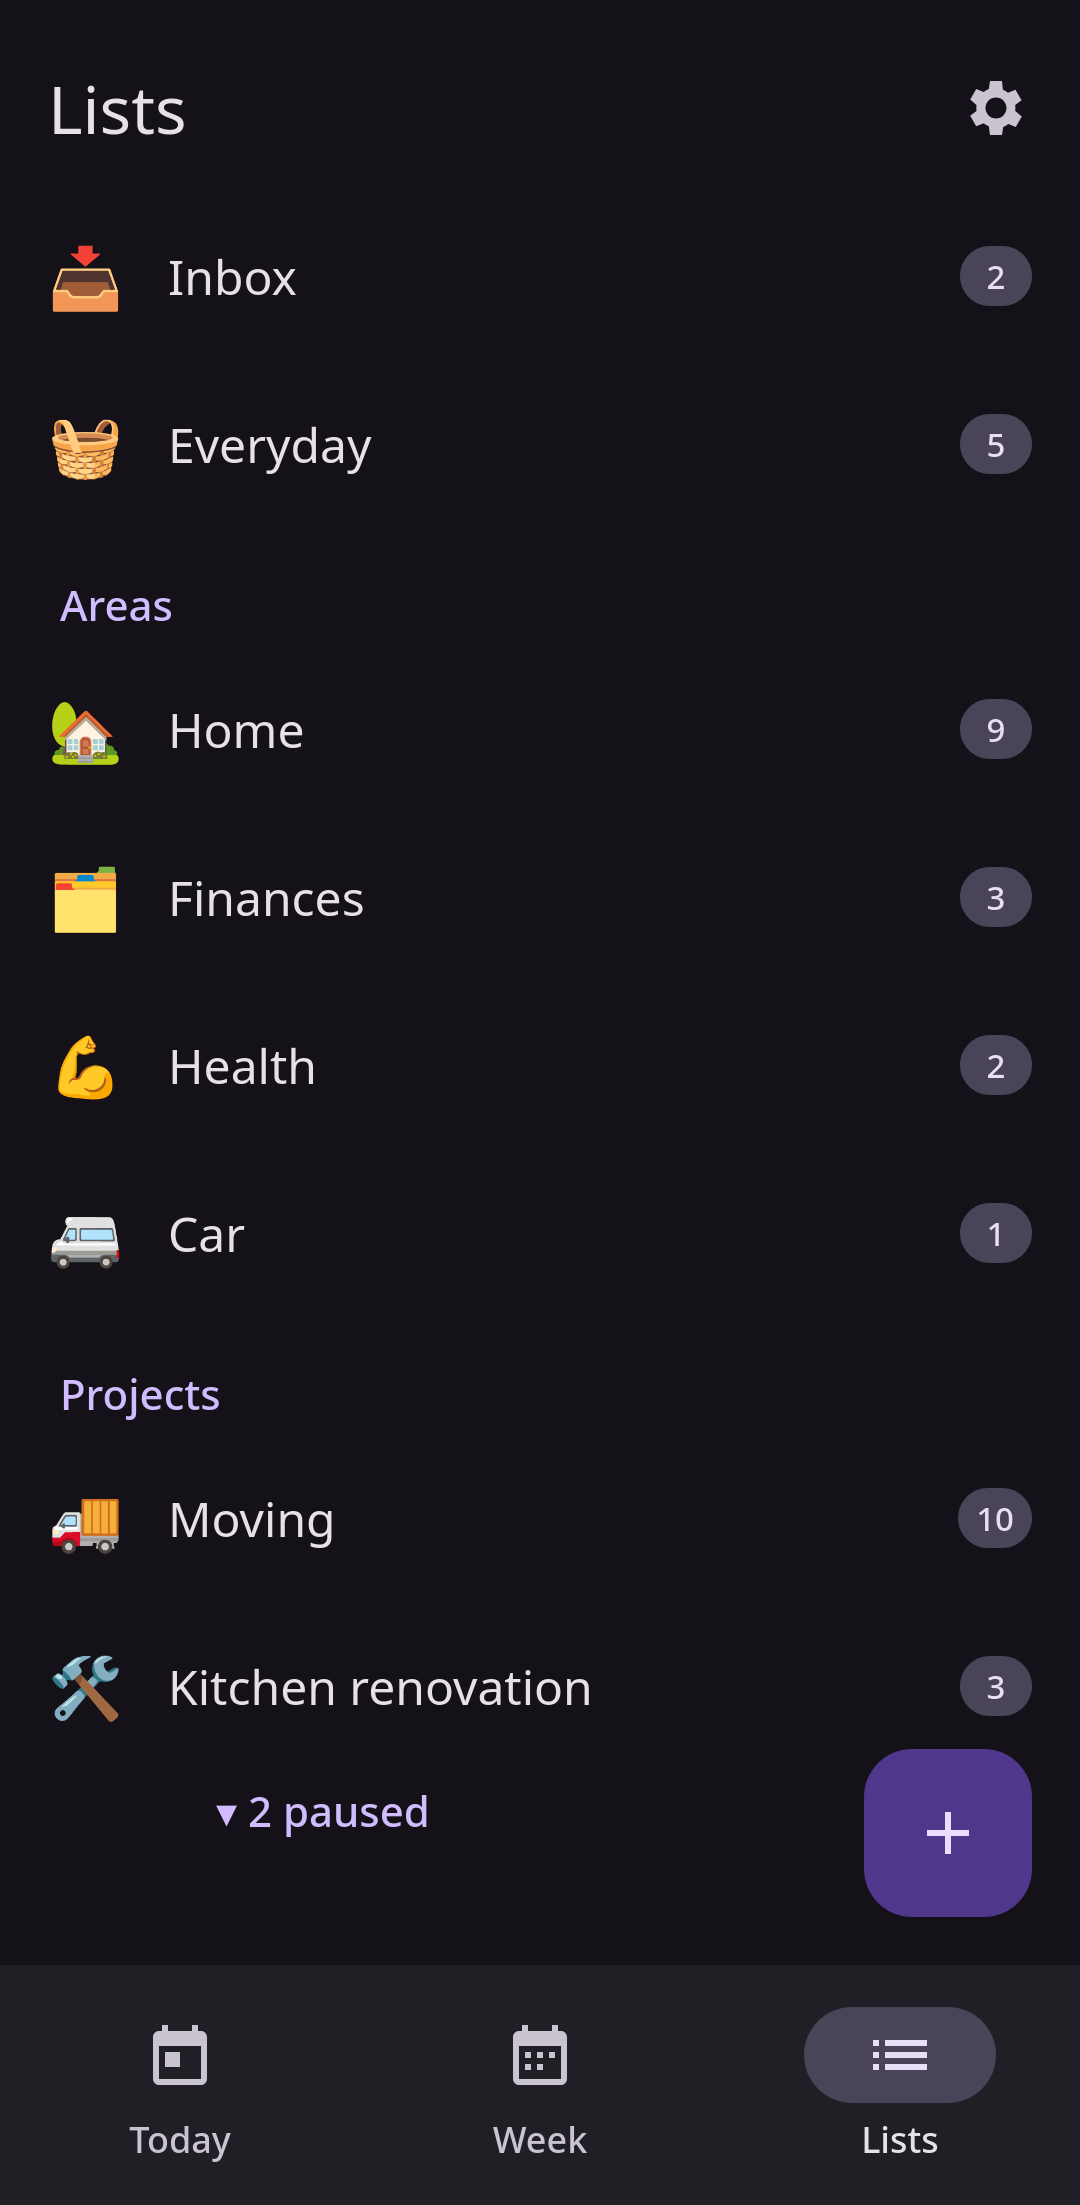 Lists
Inbox 2
Everyday 5
Areas
Home 9
Finances 3
Health 2
Car 1
Projects
Moving 10
Kitchen renovation 3
▾ 2 paused
Today Week Lists